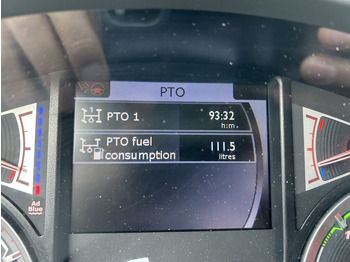 PTO
PTO 1 93:32
h:m.
PTO fuel 111.5
consumption litres
Ad
Blue